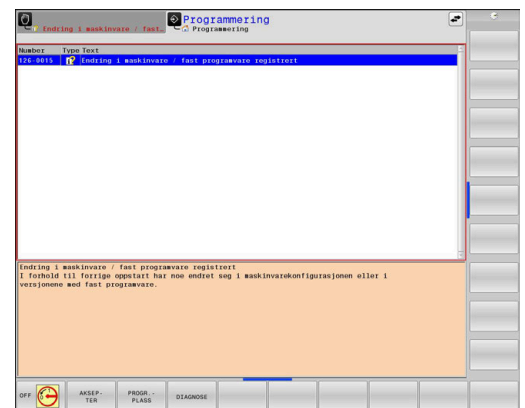 Endring i maskinvare / fast…
Programmering
Programmering
Number Type Text
126-0015 Endring i maskinvare / fast programvare registrert
Endring i maskinvare / fast programvare registrert
I forhold til forrige oppstart har noe endret seg i maskinvarekonfigurasjonen eller i
versjonene med fast programvare.
OFF
AKSEP-
TER
PROGR.-
PLASS
DIAGNOSE